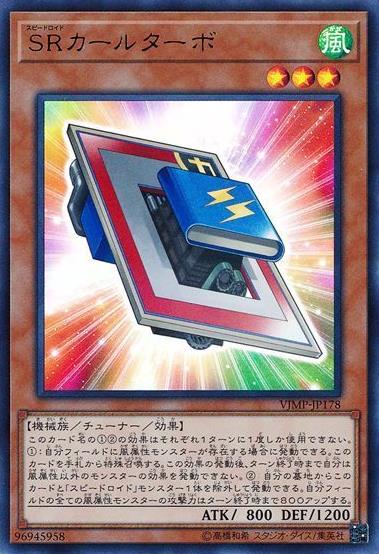 スピードロイド
SRカールターボ
風
VJMP-JP178
【機械族／チューナー／効果】
このカード名の①②の効果はそれぞれ1ターンに1度しか使用できない。
①：自分フィールドに風属性モンスターが存在する場合に発動できる。この
カードを手札から特殊召喚する。この効果の発動後、ターン終了時まで自分は
風属性以外のモンスターの効果を発動できない。② 自分の墓地からこの
カードと「スピードロイド」モンスター1体を除外して発動できる。自分フィー
ルドの全ての風属性モンスターの攻撃力はターン終了時まで800アップする。
ATK/ 800 DEF/1200
96945958
©高橋和希 スタジオ・ダイス/集英社